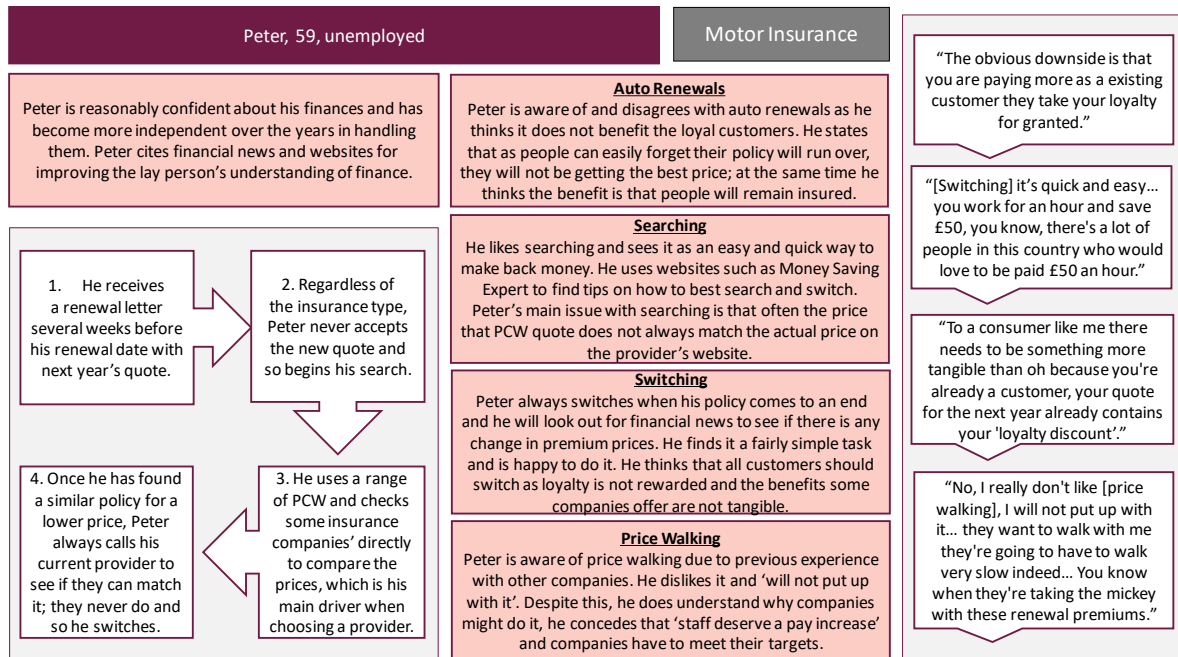 Peter, 59, unemployed
Motor Insurance
Peter is reasonably confident about his finances and has
become more independent over the years in handling
them. Peter cites financial news and websites for
improving the lay person's understanding of finance.
1. He receives
a renewal letter
several weeks before
his renewal date with
next year's quote.
2. Regardless of
the insurance type,
Peter never accepts
the new quote and
so begins his search.
3. He uses a range
of PCW and checks
some insurance
companies' directly
to compare the
prices, which is his
main driver when
choosing a provider.
4. Once he has found
a similar policy for a
lower price, Peter
always calls his
current provider to
see if they can match
it; they never do and
so he switches.
Auto Renewals
Peter is aware of and disagrees with auto renewals as he
thinks it does not benefit the loyal customers. He states
that as people can easily forget their policy will run over,
they will not be getting the best price; at the same time he
thinks the benefit is that people will remain insured.
Searching
He likes searching and sees it as an easy and quick way to
make back money. He uses websites such as Money Saving
Expert to find tips on how to best search and switch.
Peter's main issue with searching is that often the price
that PCW quote does not always match the actual price on
the provider's website.
Switching
Peter always switches when his policy comes to an end
and he will look out for financial news to see if there is any
change in premium prices. He finds it a fairly simple task
and is happy to do it. He thinks that all customers should
switch as loyalty is not rewarded and the benefits some
companies offer are not tangible.
Price Walking
Peter is aware of price walking due to previous experience
with other companies. He dislikes it and 'will not put up
with it'. Despite this, he does understand why companies
might do it, he concedes that 'staff deserve a pay increase'
and companies have to meet their targets.
"The obvious downside is that
you are paying more as a existing
customer they take your loyalty
for granted."
"[Switching] it's quick and easy…
you work for an hour and save
£50, you know, there's a lot of
people in this country who would
love to be paid £50 an hour."
"To a consumer like me there
needs to be something more
tangible than oh because you're
already a customer, your quote
for the next year already contains
your 'loyalty discount'."
"No, I really don't like [price
walking], I will not put up with
it… they want to walk with me
they're going to have to walk
very slow indeed… You know
when they're taking the mickey
with these renewal premiums."